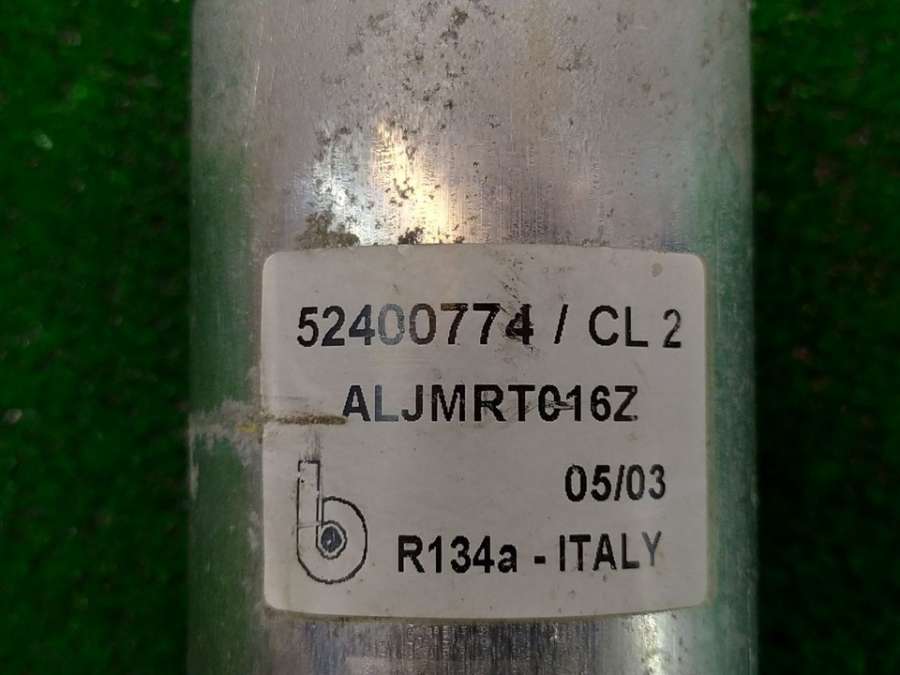 52400774 / CL 2
ALJMRT016Z
05/03
R134a - ITALY